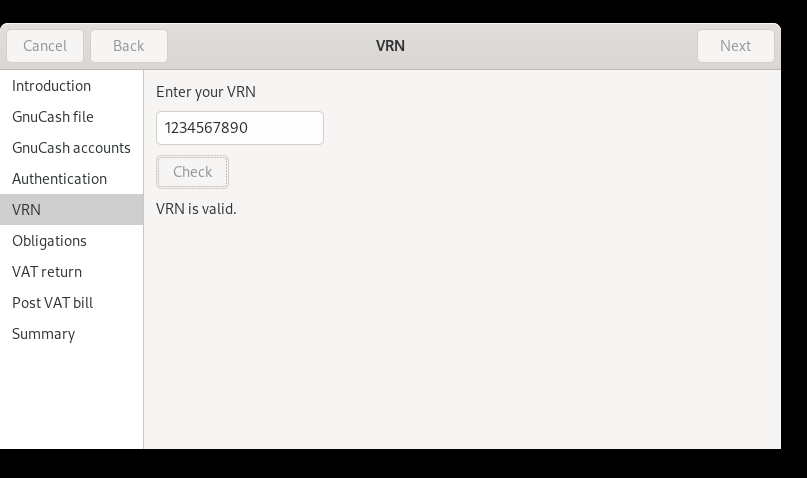 Cancel Back VRN Next
Introduction
GnuCash file
GnuCash accounts
Authentication
VRN
Obligations
VAT return
Post VAT bill
Summary
Enter your VRN
1234567890
Check
VRN is valid.